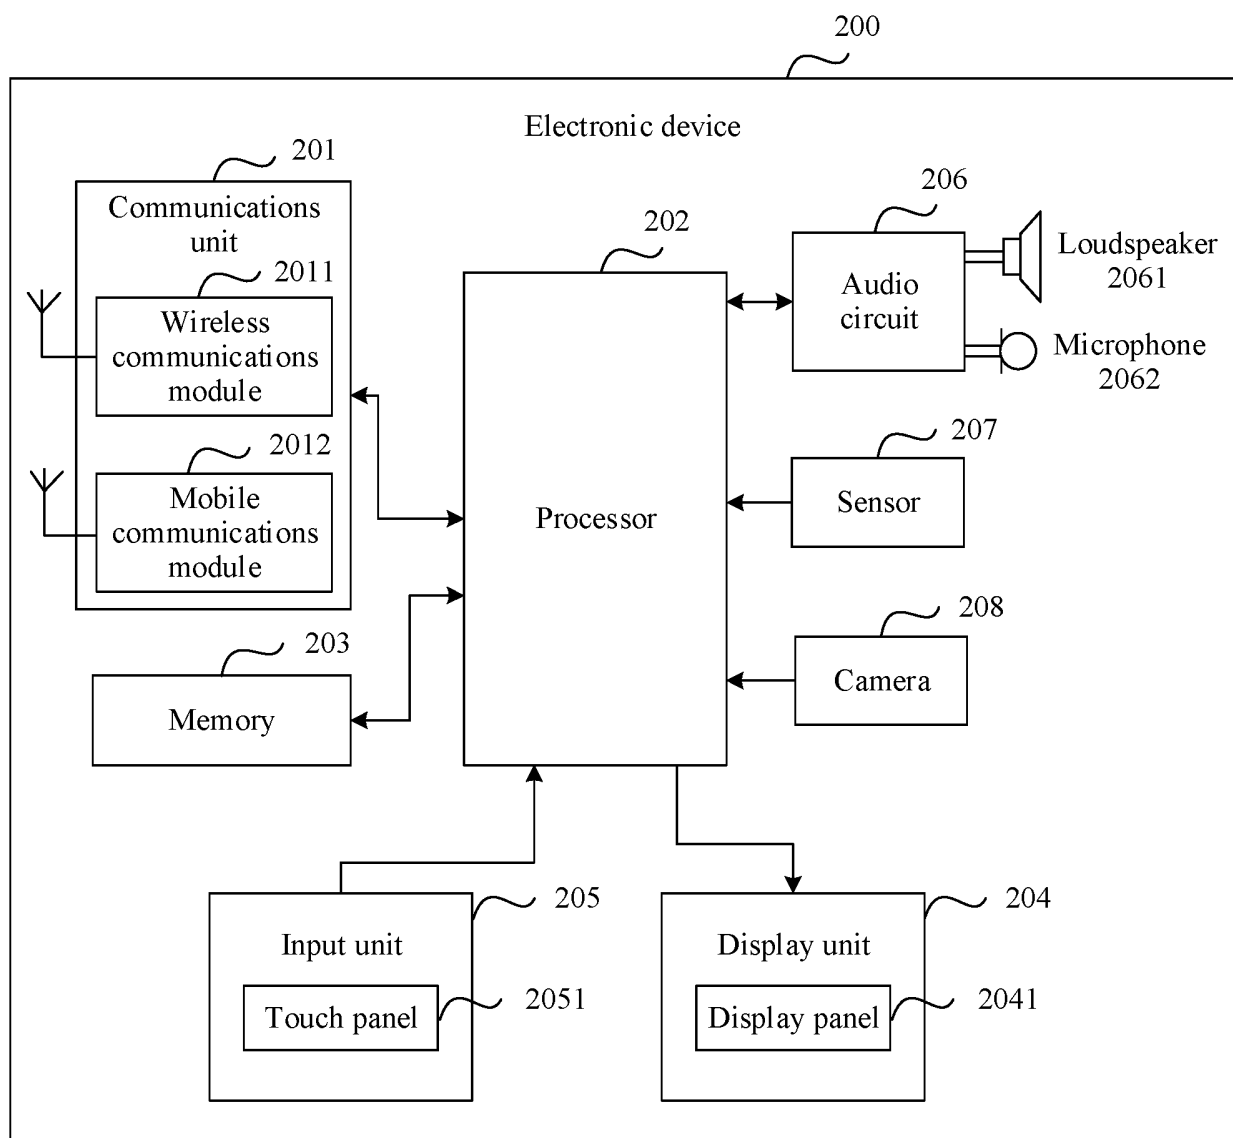 200
Electronic device
201
Communications
unit
2011
Wireless
communications
module
2012
Mobile
communications
module
202
Processor
206
Audio
circuit
Loudspeaker
2061
Microphone
2062
207
Sensor
208
Camera
203
Memory
205
Input unit
2051
Touch panel
204
Display unit
2041
Display panel